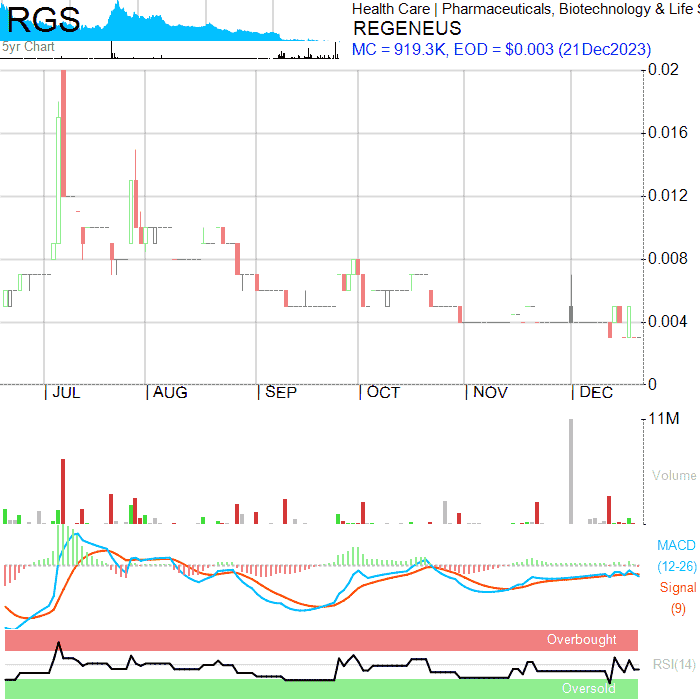 RGS
5yr Chart
Health Care | Pharmaceuticals, Biotechnology & Life
REGENEUS
MC = 919.3K, EOD = $0.003 (21Dec2023)
0.02
0.016
0.012
0.008
0.004
0
JUL AUG SEP OCT NOV DEC
11M
Volume
MACD
(12-26)
Signal
(9)
Overbought
RSI(14)
Oversold